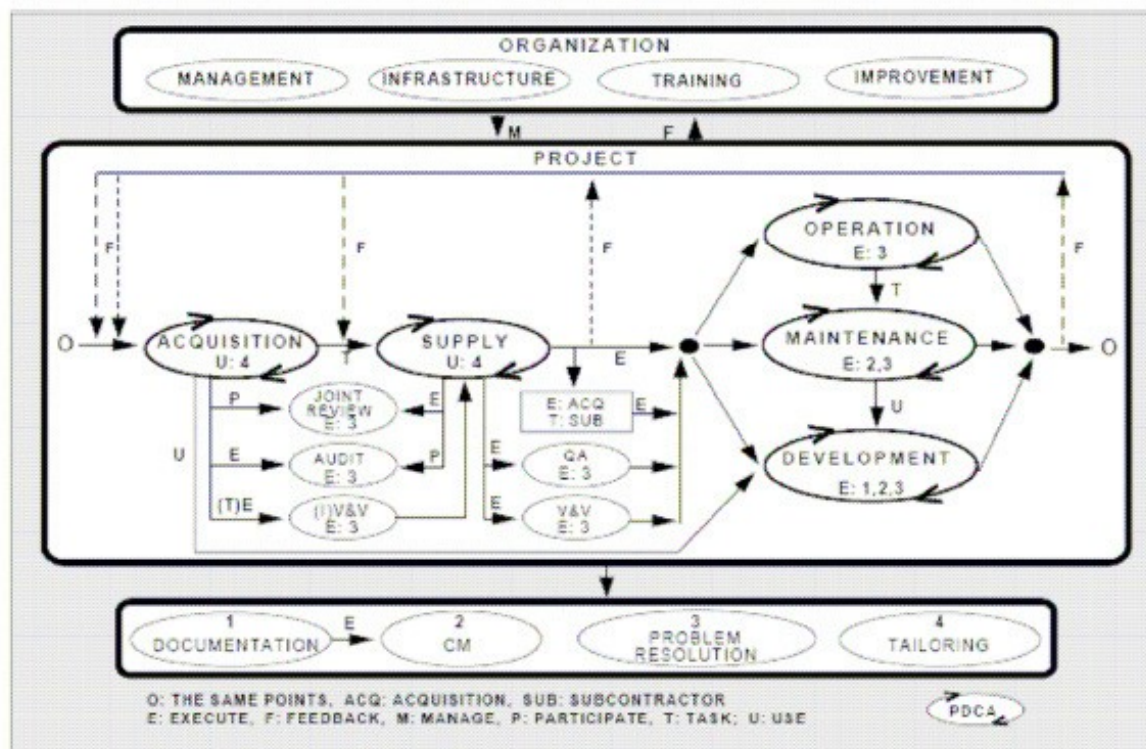 ORGANIZATION
MANAGEMENT
INFRASTRUCTURE
TRAINING
IMPROVEMENT
M
F
PROJECT
F
F
F
F
OPERATION
E: 3
T
O
ACQUISITION
U: 4
T
SUPPLY
U: 4
E
MAINTENANCE
E: 2,3
O
P
JOINT
REVIEW
E: 3
E
E: ACQ
T: SUB
E
U
U
E
AUDIT
E: 3
P
E
QA
E: 3
DEVELOPMENT
E: 1,2,3
(T)E
(I)V&V
E: 3
E
V&V
E: 3
1
DOCUMENTATION
E
2
CM
3
PROBLEM
RESOLUTION
4
TAILORING
O: THE SAME POINTS, ACQ: ACQUISITION, SUB: SUBCONTRACTOR
E: EXECUTE, F: FEEDBACK, M: MANAGE, P: PARTICIPATE, T: TASK; U: USE
PDCA